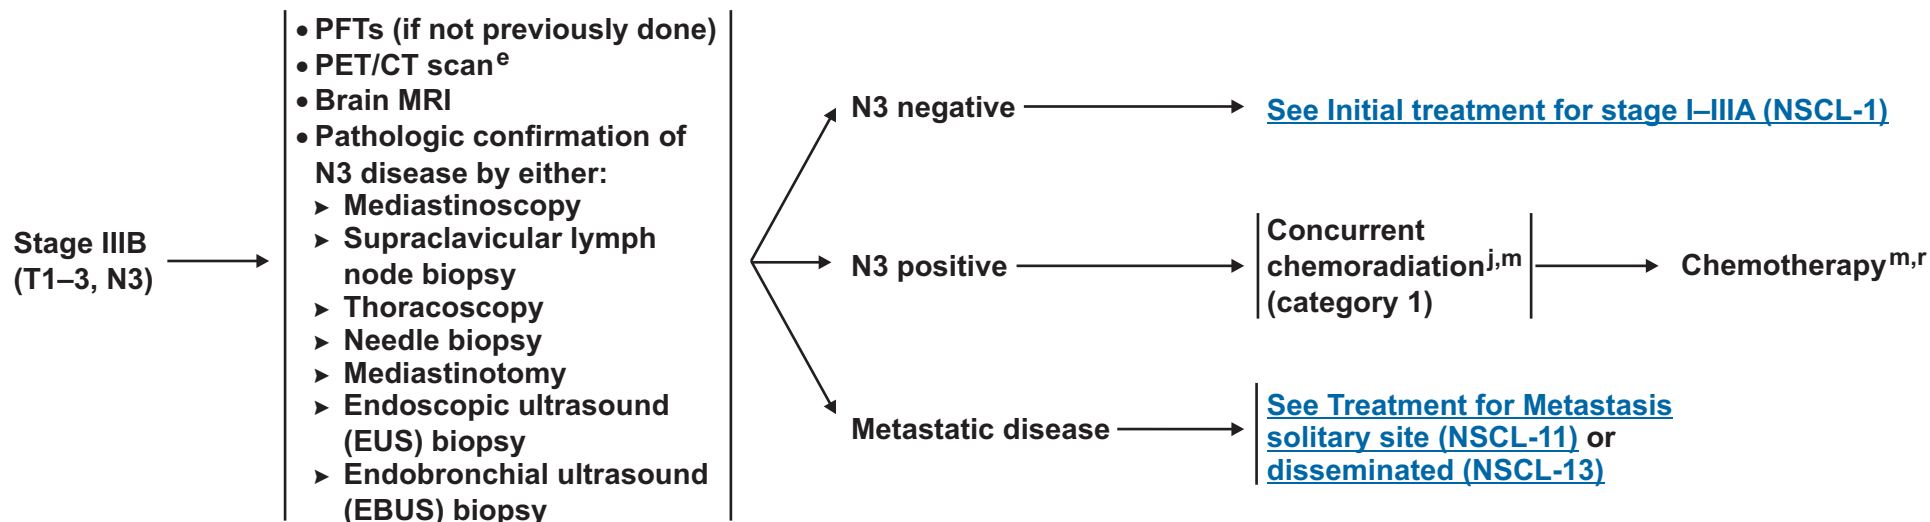 Stage IIIB
(T1–3, N3)
• PFTs (if not previously done)
• PET/CT scan e
• Brain MRI
• Pathologic confirmation of
N3 disease by either:
➤ Mediastinoscopy
➤ Supraclavicular lymph
node biopsy
➤ Thoracoscopy
➤ Needle biopsy
➤ Mediastinotomy
➤ Endoscopic ultrasound
(EUS) biopsy
➤ Endobronchial ultrasound
(EBUS) biopsy
N3 negative
See Initial treatment for stage I–IIIA (NSCL-1)
N3 positive
Concurrent
chemoradiation j,m
(category 1)
Chemotherapy m,r
Metastatic disease
See Treatment for Metastasis
solitary site (NSCL-11) or
disseminated (NSCL-13)